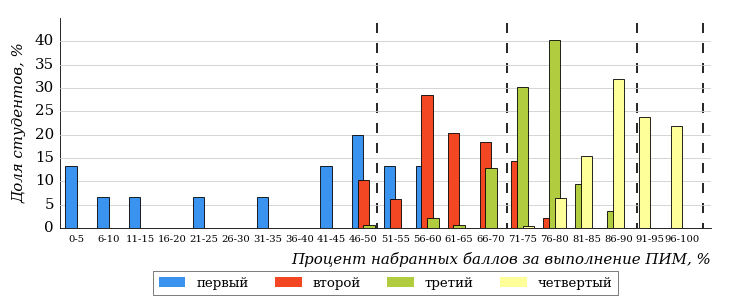 Доля студентов, %
40
35
30
25
20
15
10
5
0
0-5 6-10 11-15 16-20 21-25 26-30 31-35 36-40 41-45 46-50 51-55 56-60 61-65 66-70 71-75 76-80 81-85 86-90 91-95 96-100
Процент набранных баллов за выполнение ПИМ, %
первый второй третий четвертый